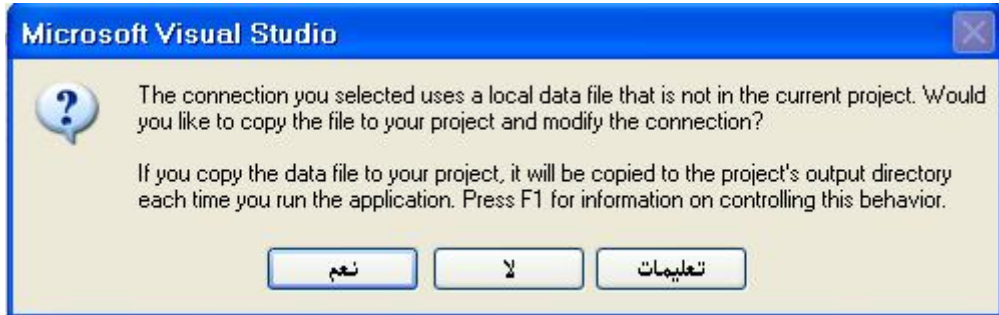 Microsoft Visual Studio
The connection you selected uses a local data file that is not in the current project. Would
you like to copy the file to your project and modify the connection?
If you copy the data file to your project, it will be copied to the project's output directory
each time you run the application. Press F1 for information on controlling this behavior.
نعم لا تعليمات